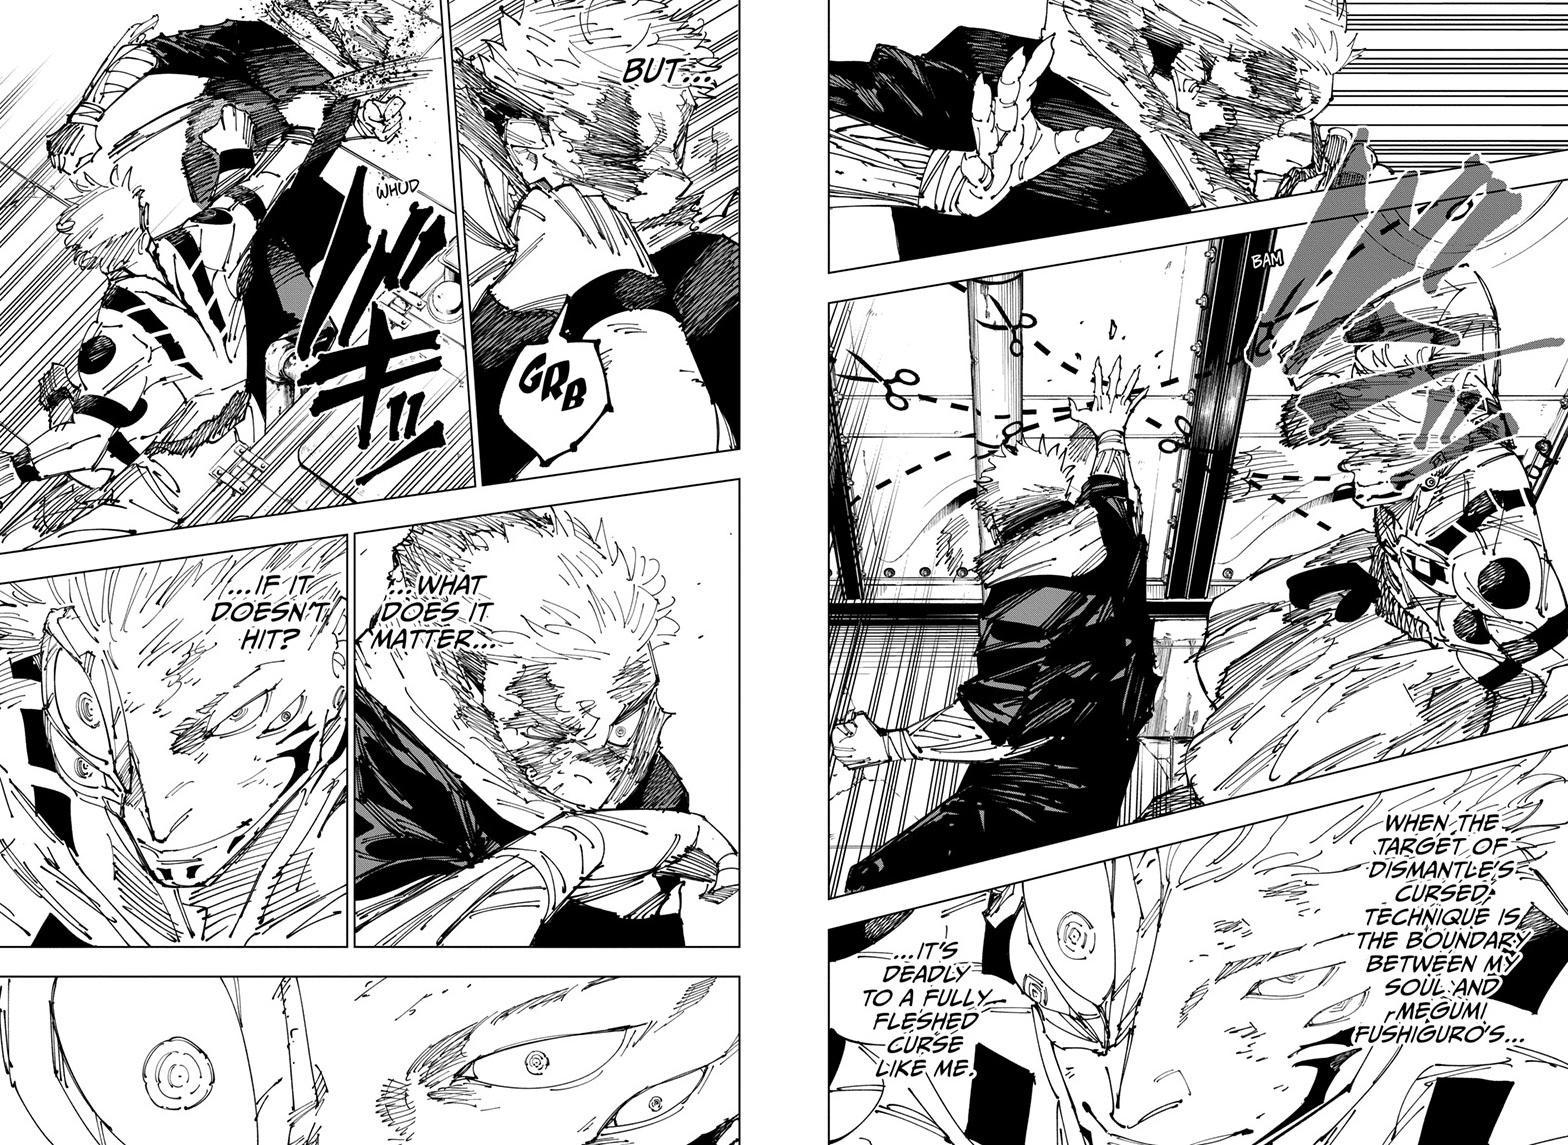 BAM
WHEN THE
TARGET OF
DISMANTLE'S
CURSED
TECHNIQUE IS
THE BOUNDARY
BETWEEN MY
SOUL AND
MEGUMI
FUSHIGURO'S...
...IT'S
DEADLY
TO A FULLY
FLESHED
CURSE
LIKE ME.
BUT...
GRB
WHUD
...WHAT
DOES IT
MATTER...
...IF IT
DOESN'T
HIT?